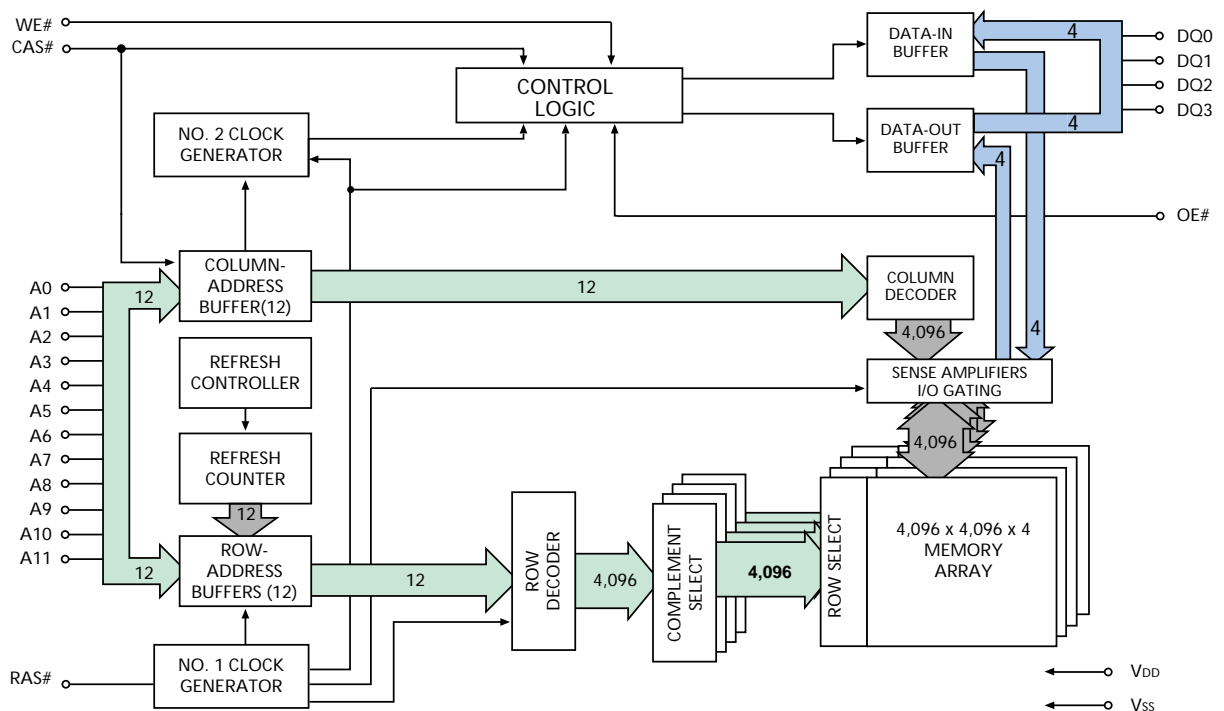 WE#
CAS#
CONTROL
LOGIC
DATA-IN
BUFFER
4
DQ0
DQ1
DQ2
DQ3
NO. 2 CLOCK
GENERATOR
DATA-OUT
BUFFER
4
4
OE#
COLUMN-
ADDRESS
BUFFER(12)
12
12
COLUMN
DECODER
4,096
4
A0
A1
A2
A3
A4
A5
A6
A7
A8
A9
A10
A11
REFRESH
CONTROLLER
REFRESH
COUNTER
12
SENSE AMPLIFIERS
I/O GATING
4,096
12
ROW-
ADDRESS
BUFFERS (12)
12
ROW
DECODER
4,096
COMPLEMENT
SELECT
4,096
ROW SELECT
4,096 x 4,096 x 4
MEMORY
ARRAY
RAS#
NO. 1 CLOCK
GENERATOR
VDD
VSS